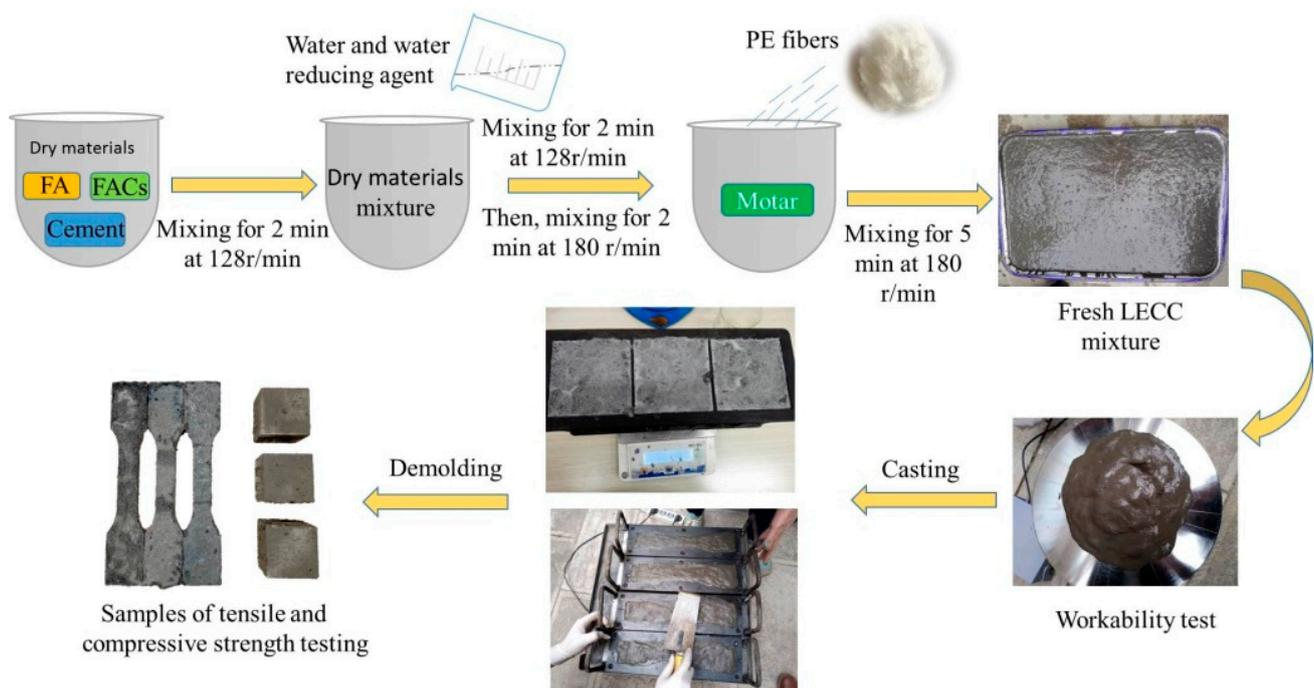 Water and water
reducing agent
PE fibers
Dry materials
FA
FACs
Cement
Mixing for 2 min
at 128r/min
Dry materials
mixture
Mixing for 2 min
at 128r/min
Then, mixing for 2
min at 180 r/min
Motar
Mixing for 5
min at 180
r/min
Fresh LECC
mixture
Workability test
Casting
Demolding
Samples of tensile and
compressive strength testing